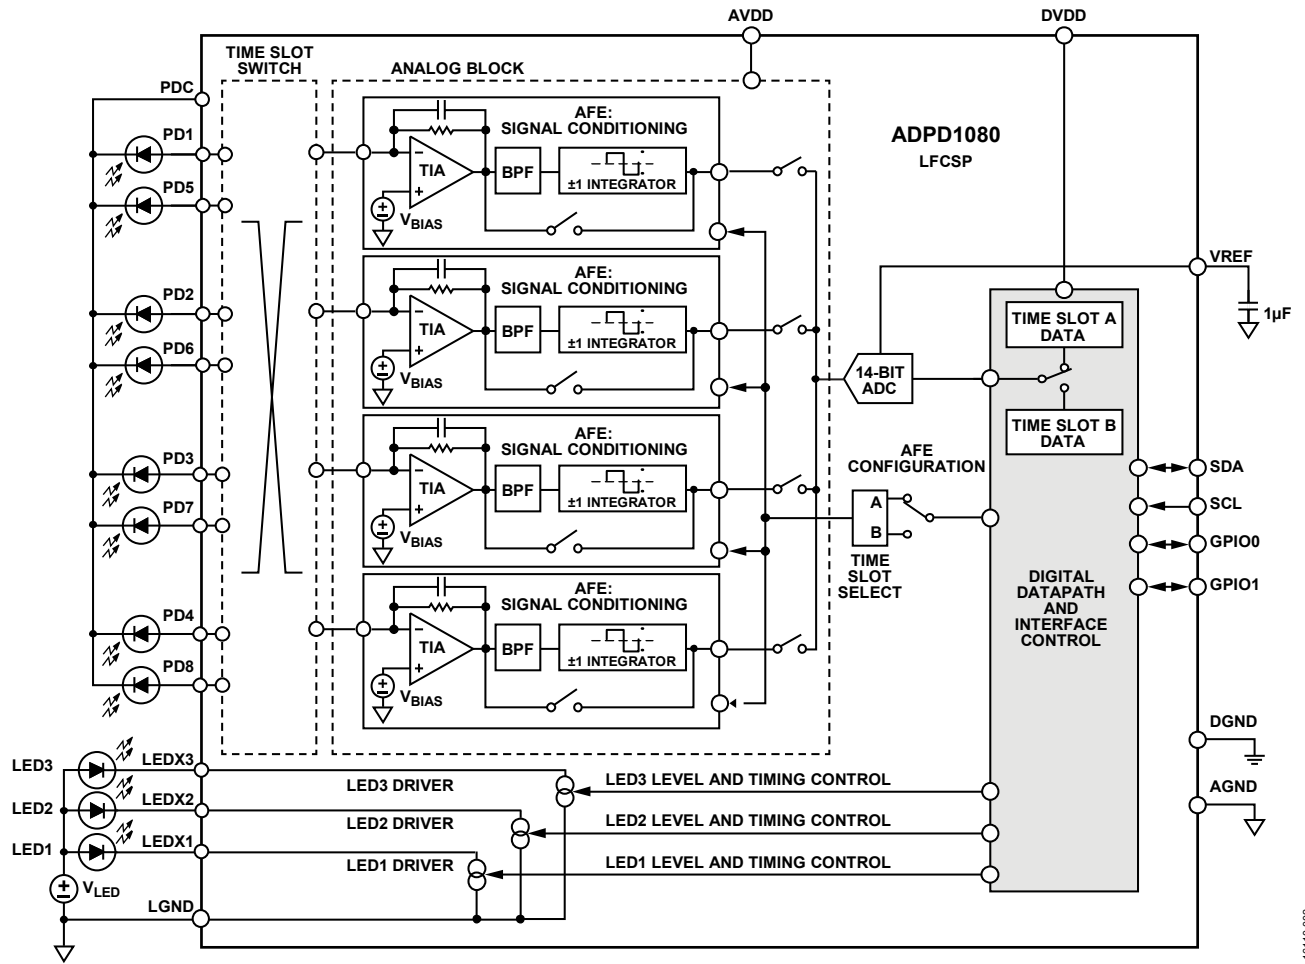 AVDD
DVDD
TIME SLOT
SWITCH
ANALOG BLOCK
PDC
PD1
PD5
PD2
PD6
PD3
PD7
PD4
PD8
AFE:
SIGNAL CONDITIONING
−
TIA
+
BPF
±1 INTEGRATOR
VBIAS
AFE:
SIGNAL CONDITIONING
−
TIA
+
BPF
±1 INTEGRATOR
VBIAS
AFE:
SIGNAL CONDITIONING
−
TIA
+
BPF
±1 INTEGRATOR
VBIAS
AFE:
SIGNAL CONDITIONING
−
TIA
+
BPF
±1 INTEGRATOR
VBIAS
ADPD1080
LFCSP
VREF
1µF
TIME SLOT A
DATA
14-BIT
ADC
TIME SLOT B
DATA
AFE
CONFIGURATION
A
B
TIME
SLOT
SELECT
DIGITAL
DATAPATH
AND
INTERFACE
CONTROL
SDA
SCL
GPIO0
GPIO1
DGND
AGND
LED3
LEDX3
LED3 DRIVER
LED3 LEVEL AND TIMING CONTROL
LED2
LEDX2
LED2 DRIVER
LED2 LEVEL AND TIMING CONTROL
LED1
LEDX1
LED1 DRIVER
LED1 LEVEL AND TIMING CONTROL
VLED
LGND